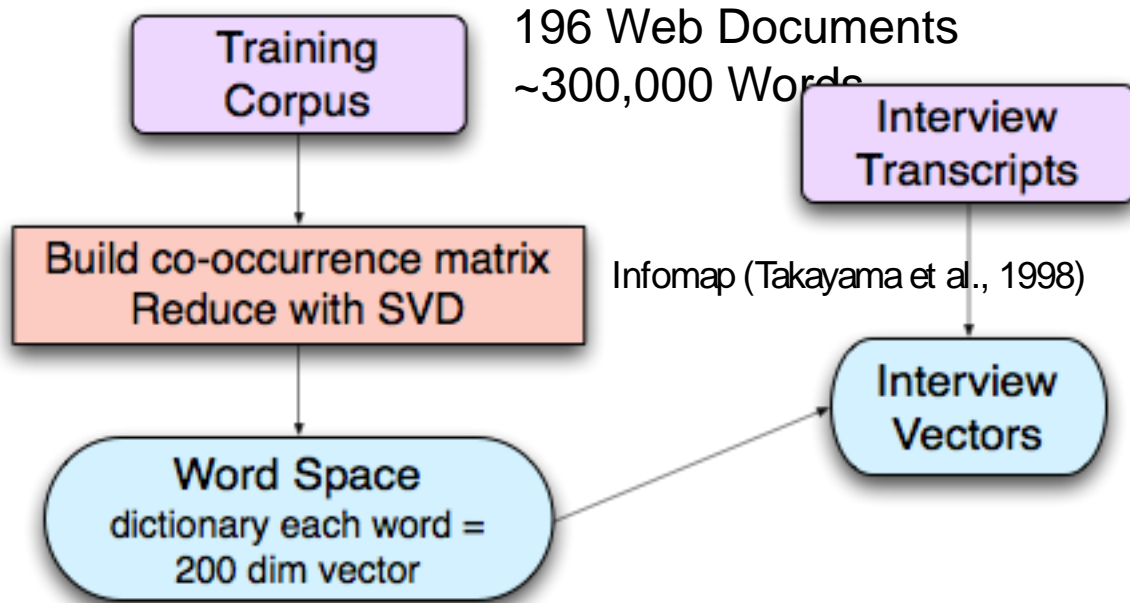 Training
Corpus
196 Web Documents
~300,000 Words
Interview
Transcripts
Build co-occurrence matrix
Reduce with SVD
Infomap (Takayama et al., 1998)
Interview
Vectors
Word Space
dictionary each word =
200 dim vector